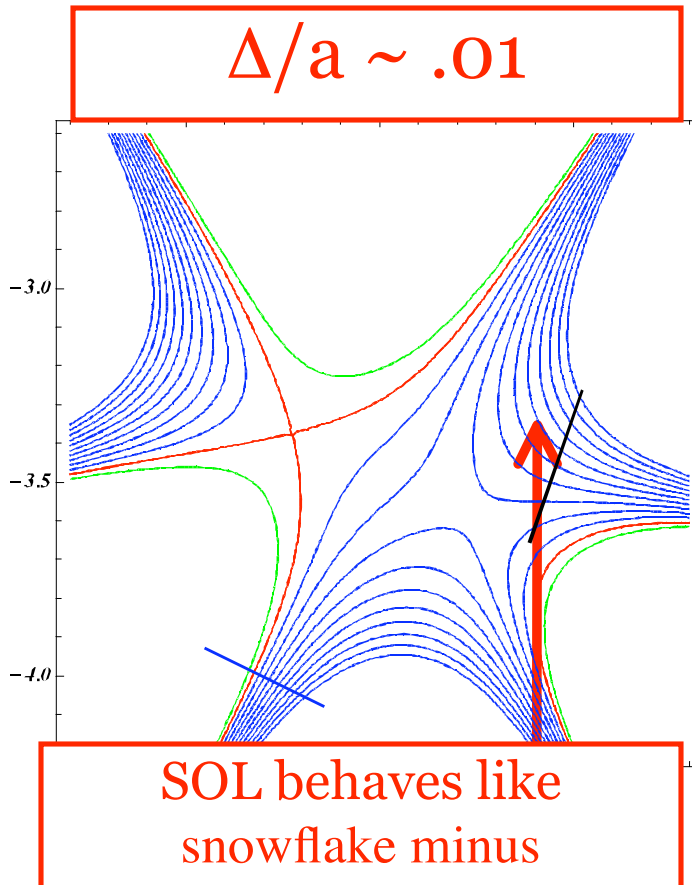 Δ/a ~ .01
-3.0
-3.5
-4.0
SOL behaves like
snowflake minus